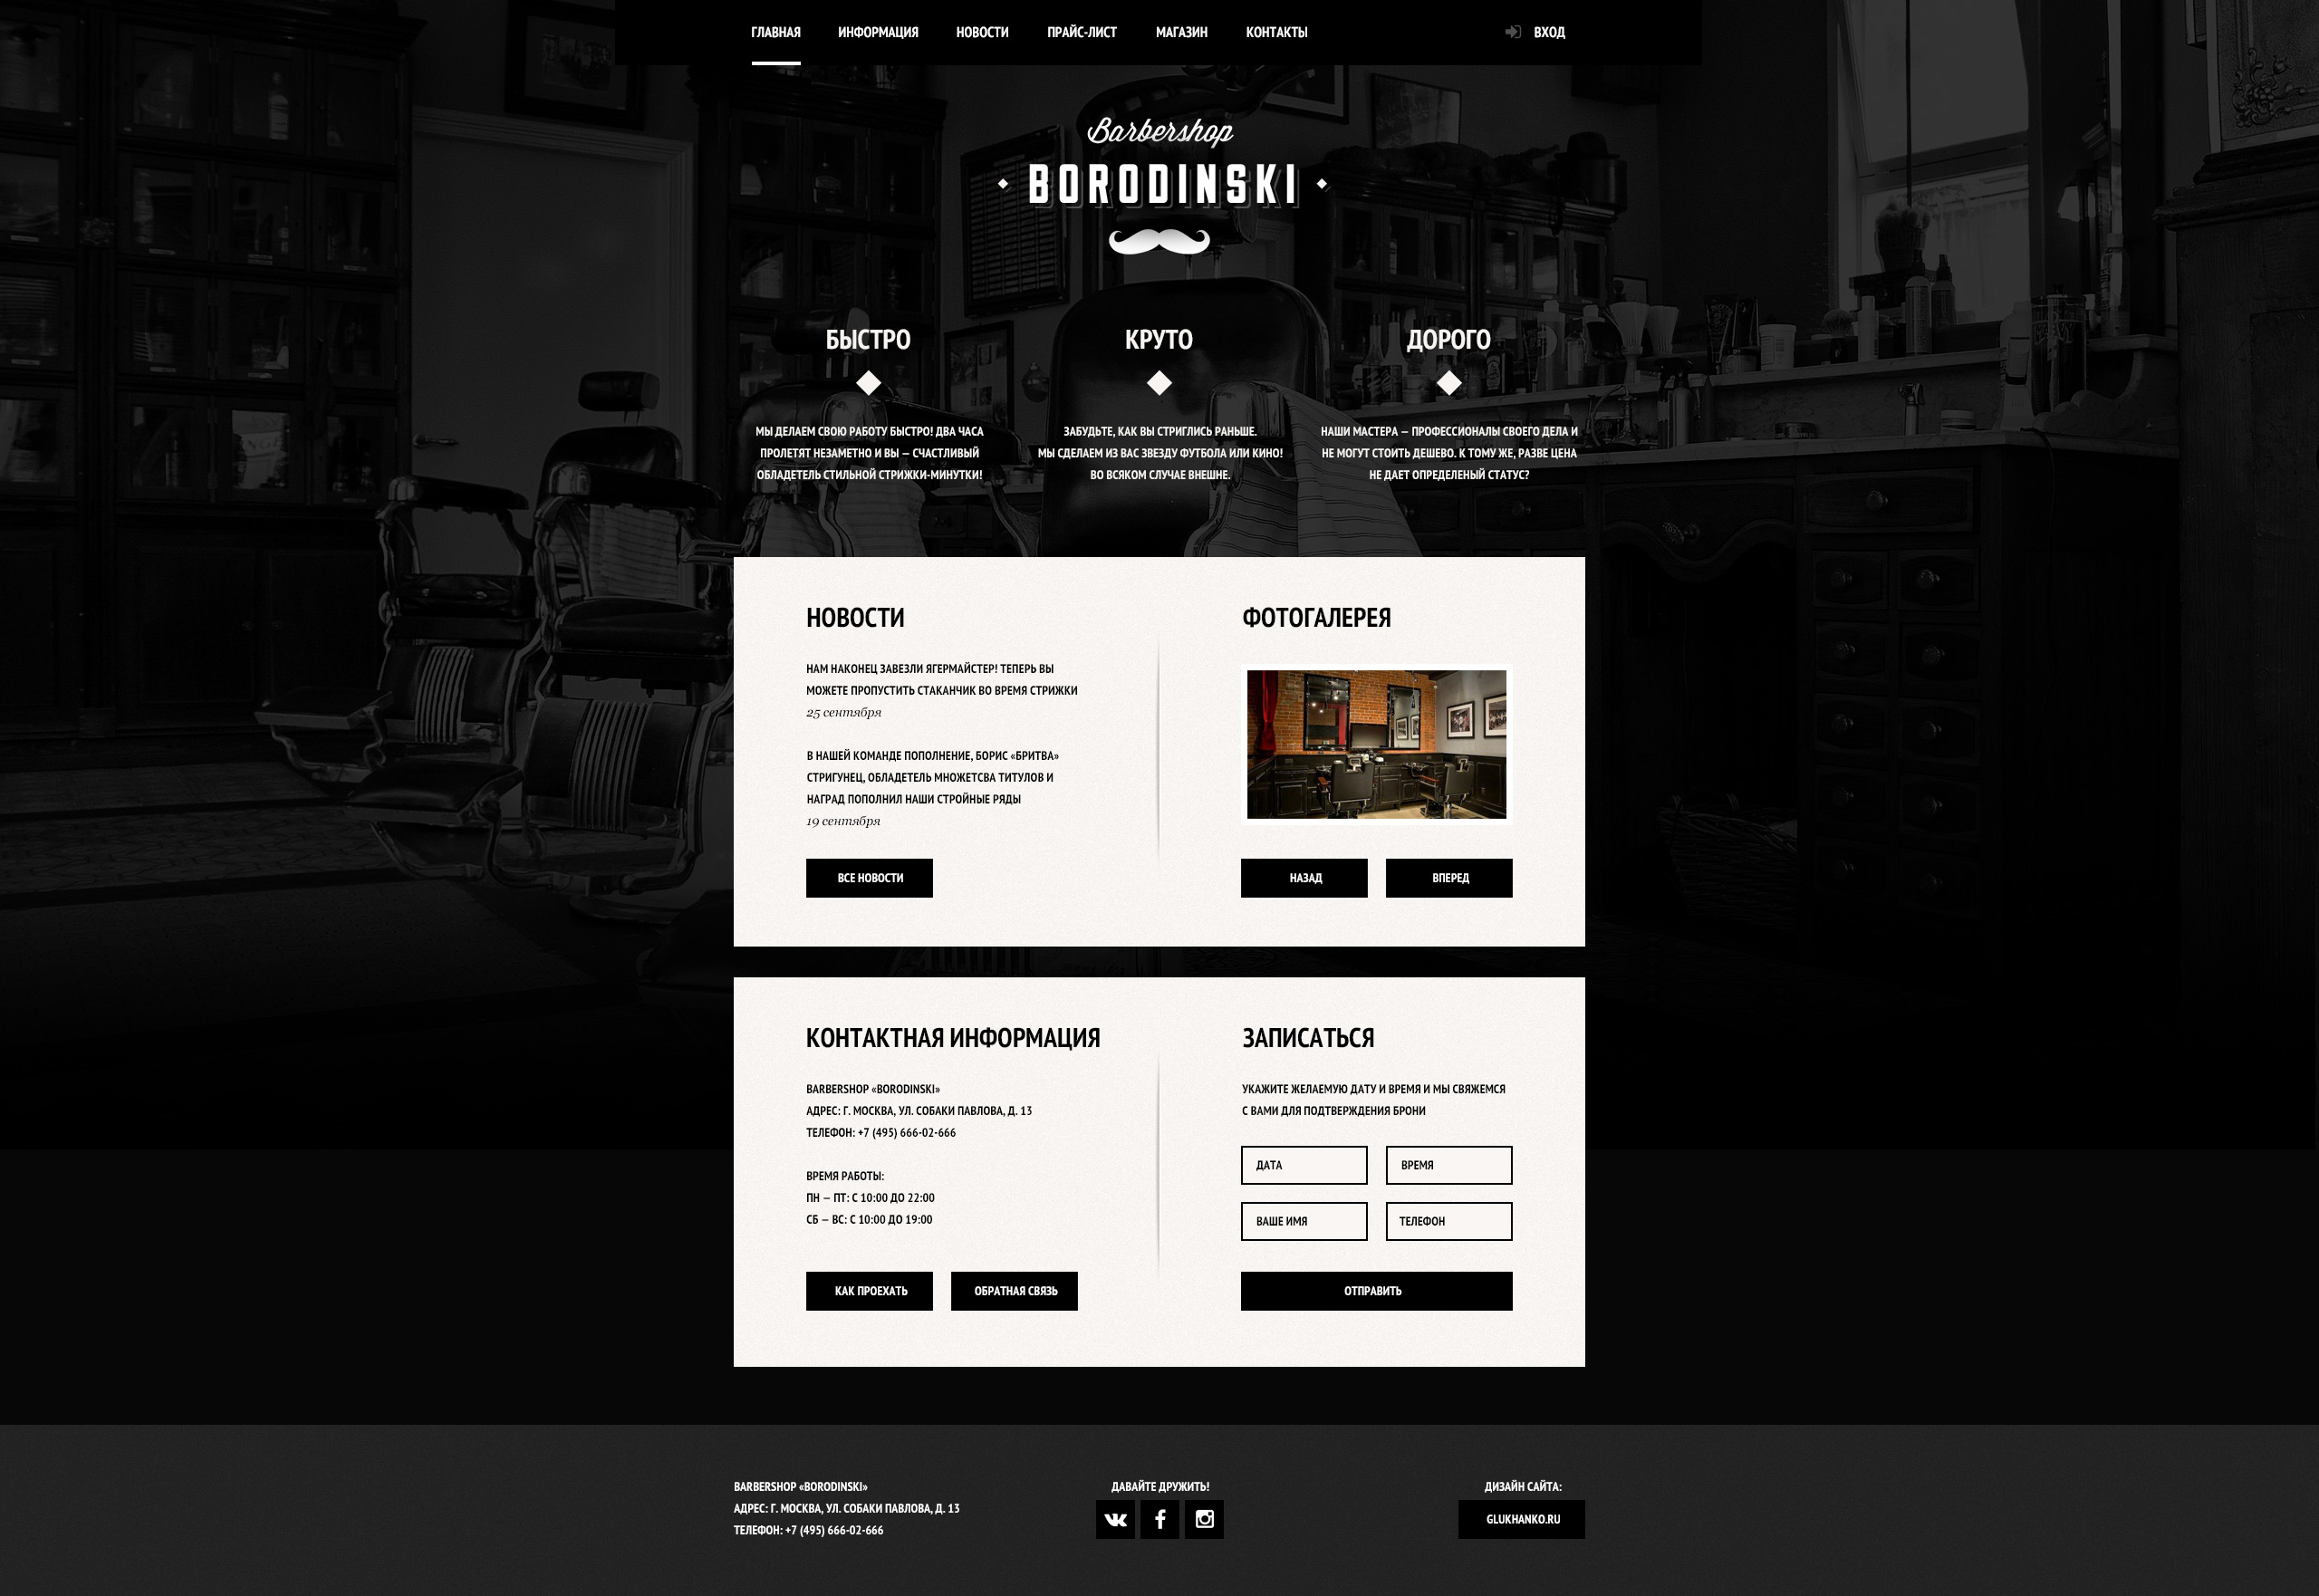 ГЛАВНАЯ ИНФОРМАЦИЯ НОВОСТИ ПРАЙС-ЛИСТ МАГАЗИН КОНТАКТЫ ВХОД
Barbershop
BORODINSKI
БЫСТРО
МЫ ДЕЛАЕМ СВОЮ РАБОТУ БЫСТРО! ДВА ЧАСА
ПРОЛЕТЯТ НЕЗАМЕТНО И ВЫ — СЧАСТЛИВЫЙ
ОБЛАДЕТЕЛЬ СТИЛЬНОЙ СТРИЖКИ-МИНУТКИ!
КРУТО
ЗАБУДЬТЕ, КАК ВЫ СТРИГЛИСЬ РАНЬШЕ.
МЫ СДЕЛАЕМ ИЗ ВАС ЗВЕЗДУ ФУТБОЛА ИЛИ КИНО!
ВО ВСЯКОМ СЛУЧАЕ ВНЕШНЕ.
ДОРОГО
НАШИ МАСТЕРА — ПРОФЕССИОНАЛЫ СВОЕГО ДЕЛА И
НЕ МОГУТ СТОИТЬ ДЕШЕВО. К ТОМУ ЖЕ, РАЗВЕ ЦЕНА
НЕ ДАЕТ ОПРЕДЕЛЕНЫЙ СТАТУС?
НОВОСТИ
НАМ НАКОНЕЦ ЗАВЕЗЛИ ЯГЕРМАЙСТЕР! ТЕПЕРЬ ВЫ
МОЖЕТЕ ПРОПУСТИТЬ СТАКАНЧИК ВО ВРЕМЯ СТРИЖКИ
25 сентября
В НАШЕЙ КОМАНДЕ ПОПОЛНЕНИЕ, БОРИС «БРИТВА»
СТРИГУНЕЦ, ОБЛАДЕТЕЛЬ МНОЖЕТСВА ТИТУЛОВ И
НАГРАД ПОПОЛНИЛ НАШИ СТРОЙНЫЕ РЯДЫ
19 сентября
ВСЕ НОВОСТИ
ФОТОГАЛЕРЕЯ
НАЗАД ВПЕРЕД
КОНТАКТНАЯ ИНФОРМАЦИЯ
BARBERSHOP «BORODINSKI»
АДРЕС: Г. МОСКВА, УЛ. СОБАКИ ПАВЛОВА, Д. 13
ТЕЛЕФОН: +7 (495) 666-02-666
ВРЕМЯ РАБОТЫ:
ПН — ПТ: С 10:00 ДО 22:00
СБ — ВС: С 10:00 ДО 19:00
КАК ПРОЕХАТЬ ОБРАТНАЯ СВЯЗЬ
ЗАПИСАТЬСЯ
УКАЖИТЕ ЖЕЛАЕМУЮ ДАТУ И ВРЕМЯ И МЫ СВЯЖЕМСЯ
С ВАМИ ДЛЯ ПОДТВЕРЖДЕНИЯ БРОНИ
ДАТА ВРЕМЯ
ВАШЕ ИМЯ ТЕЛЕФОН
ОТПРАВИТЬ
BARBERSHOP «BORODINSKI»
АДРЕС: Г. МОСКВА, УЛ. СОБАКИ ПАВЛОВА, Д. 13
ТЕЛЕФОН: +7 (495) 666-02-666
ДАВАЙТЕ ДРУЖИТЬ!
ДИЗАЙН САЙТА:
GLUKHANKO.RU